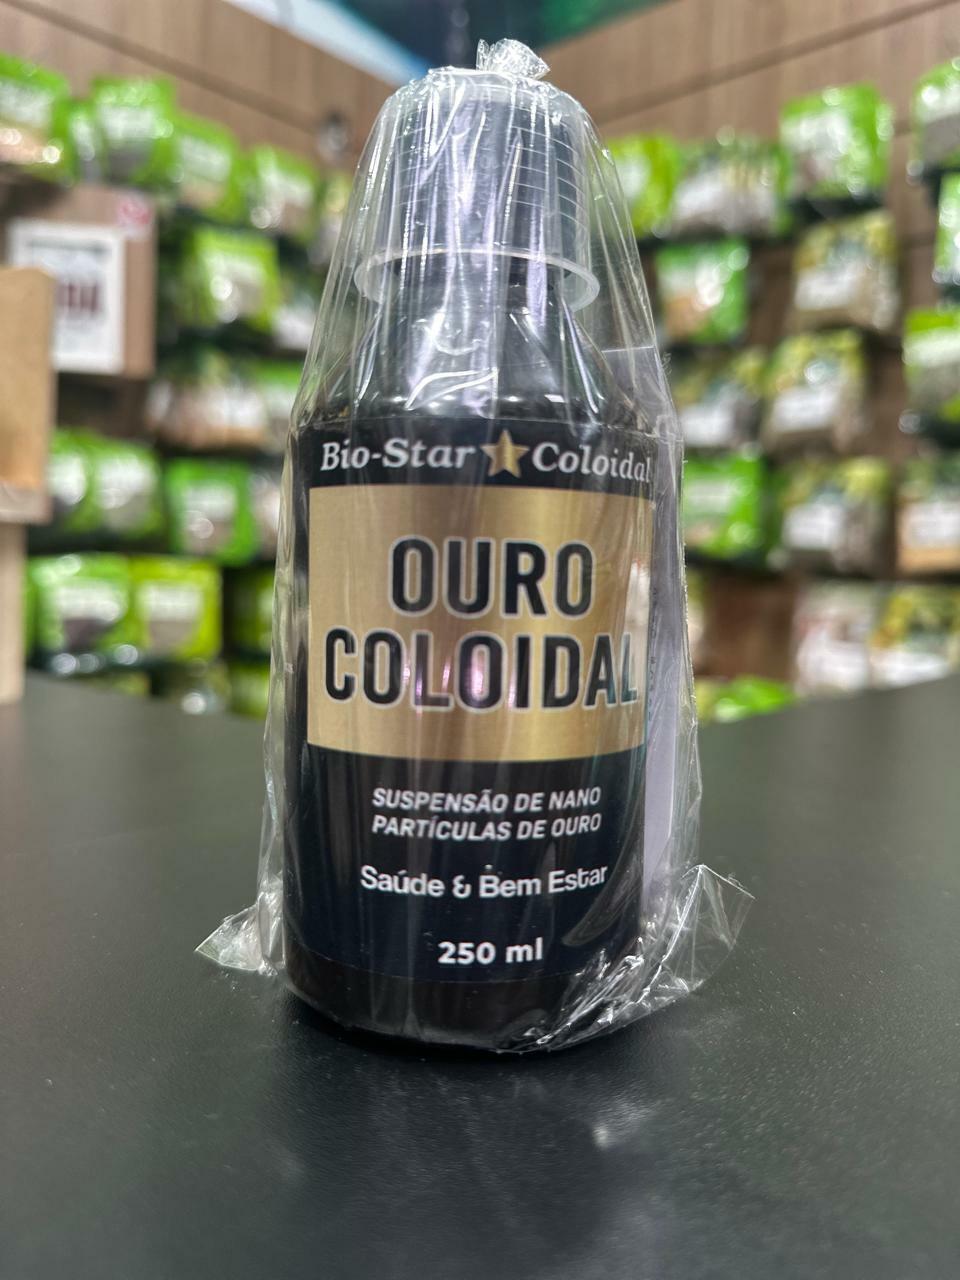 Bio-Star Coloidal
OURO
COLOIDAL
SUSPENSÃO DE NANO
PARTÍCULAS DE OURO
Saúde & Bem Estar
250 ml